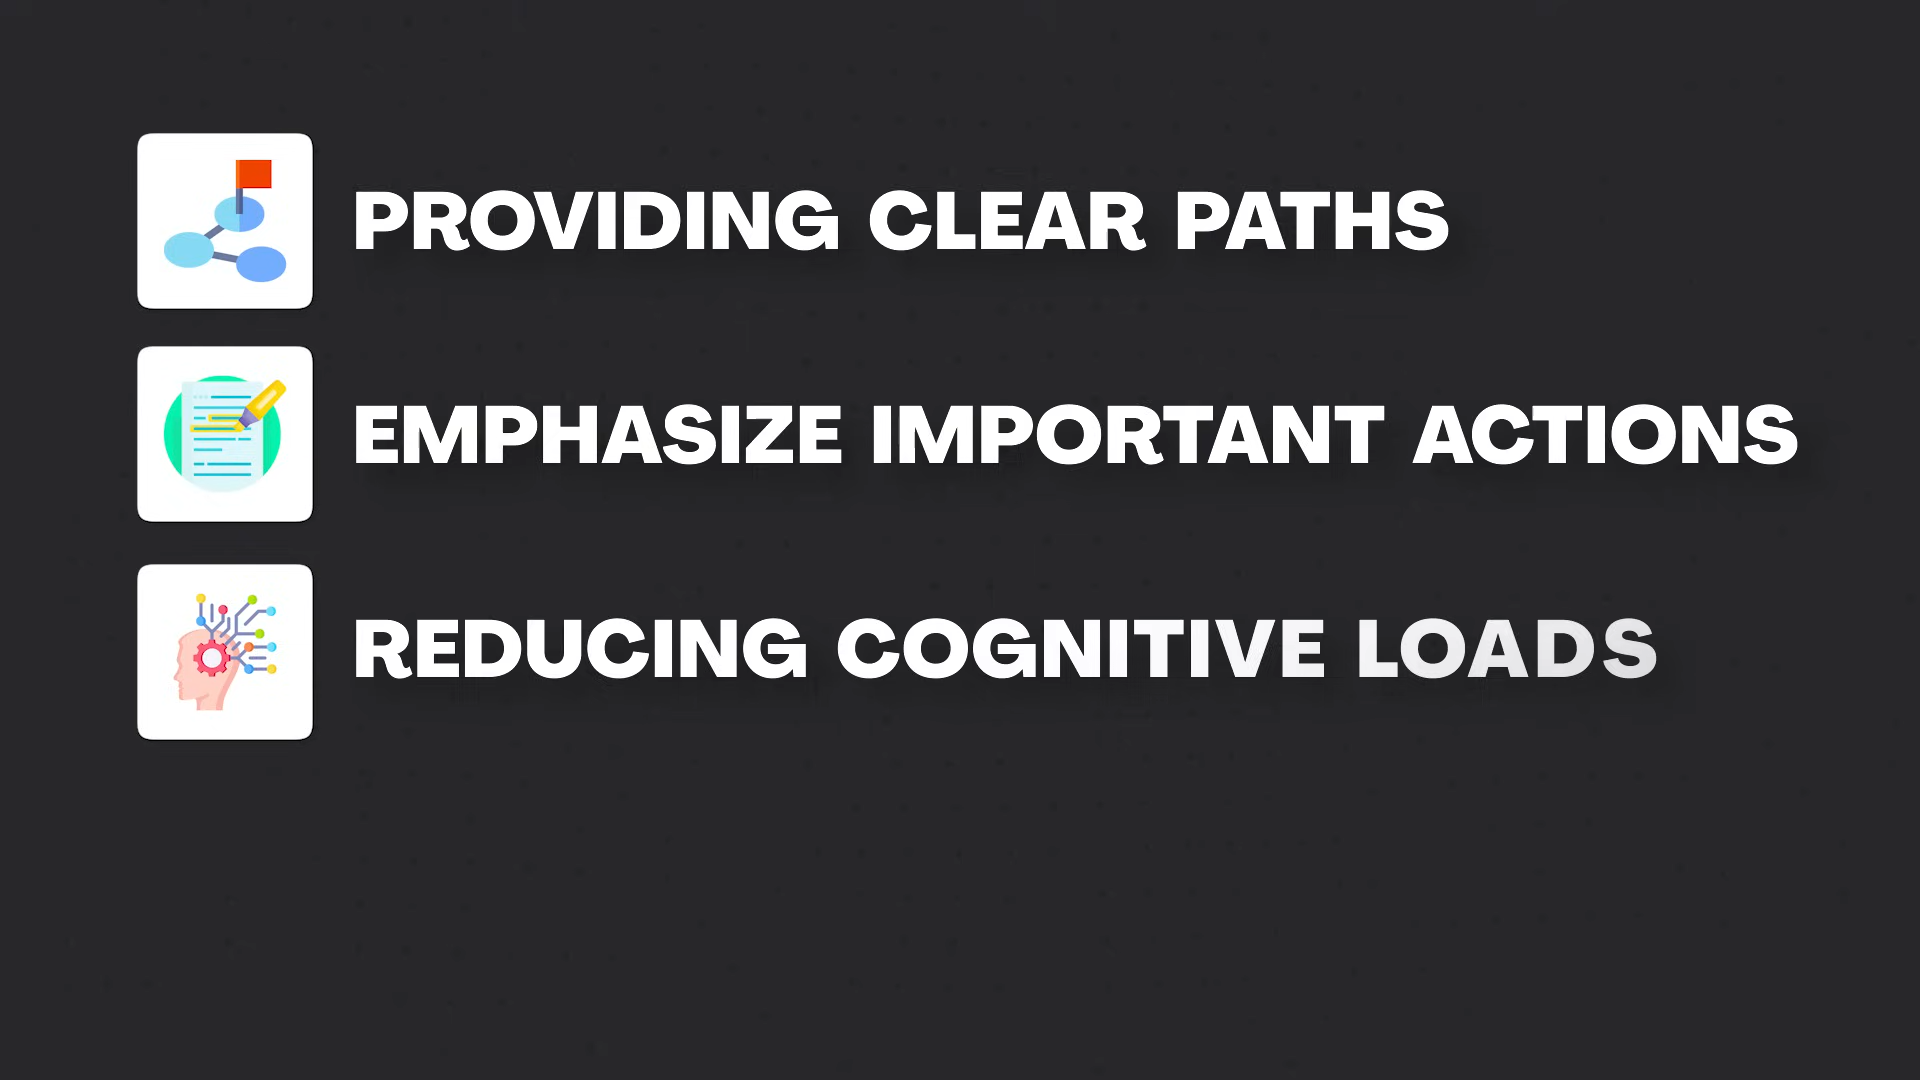 PROVIDING CLEAR PATHS
EMPHASIZE IMPORTANT ACTIONS
REDUCING COGNITIVE LOADS